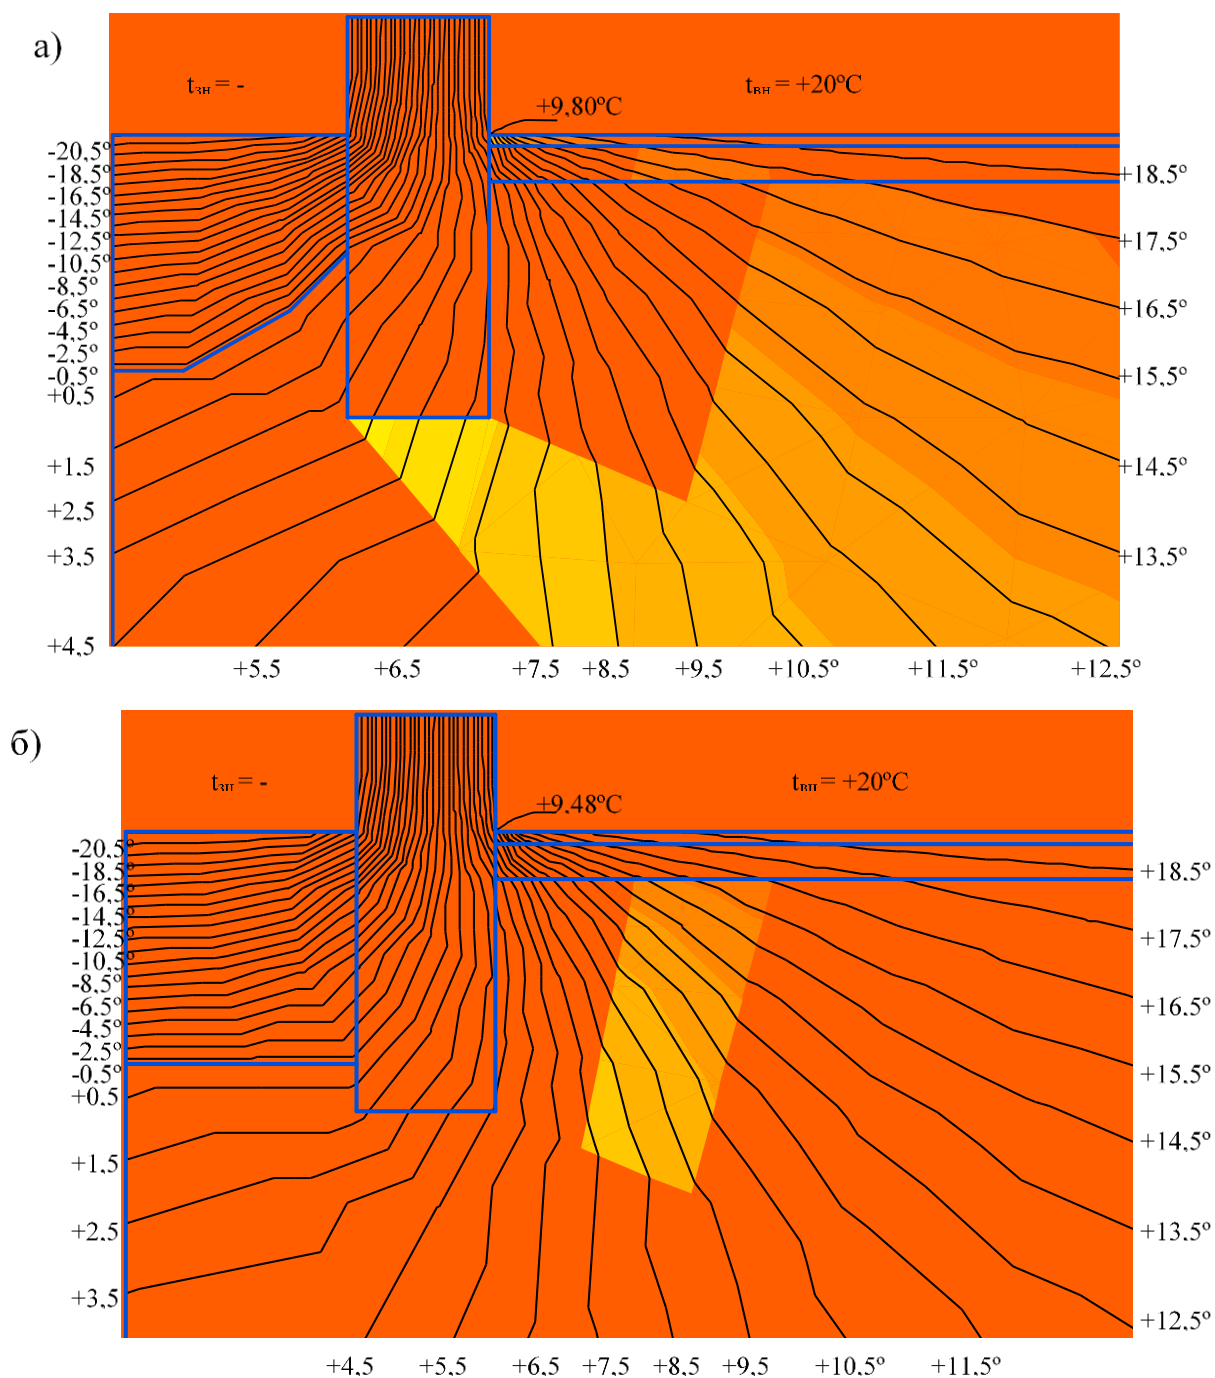 а)
tзн = -
tвн = +20ºC
+9,80ºC
-20,5º
-18,5º
-16,5º
-14,5º
-12,5º
-10,5º
-8,5º
-6,5º
-4,5º
-2,5º
-0,5º
+0,5
+1,5
+2,5
+3,5
+4,5
+18,5º
+17,5º
+16,5º
+15,5º
+14,5º
+13,5º
+5,5
+6,5
+7,5
+8,5
+9,5
+10,5º
+11,5º
+12,5º
б)
tзн = -
tвн = +20ºC
+9,48ºC
-20,5º
-18,5º
-16,5º
-14,5º
-12,5º
-10,5º
-8,5º
-6,5º
-4,5º
-2,5º
-0,5º
+0,5
+1,5
+2,5
+3,5
+18,5º
+17,5º
+16,5º
+15,5º
+14,5º
+13,5º
+12,5º
+4,5
+5,5
+6,5
+7,5
+8,5
+9,5
+10,5º
+11,5º